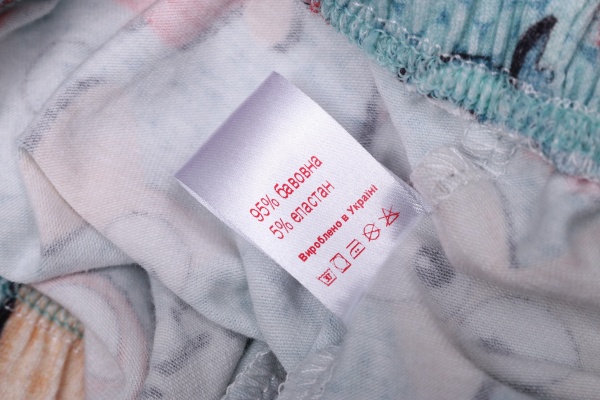 95% бавовна
5% еластан
Вироблено в Україні